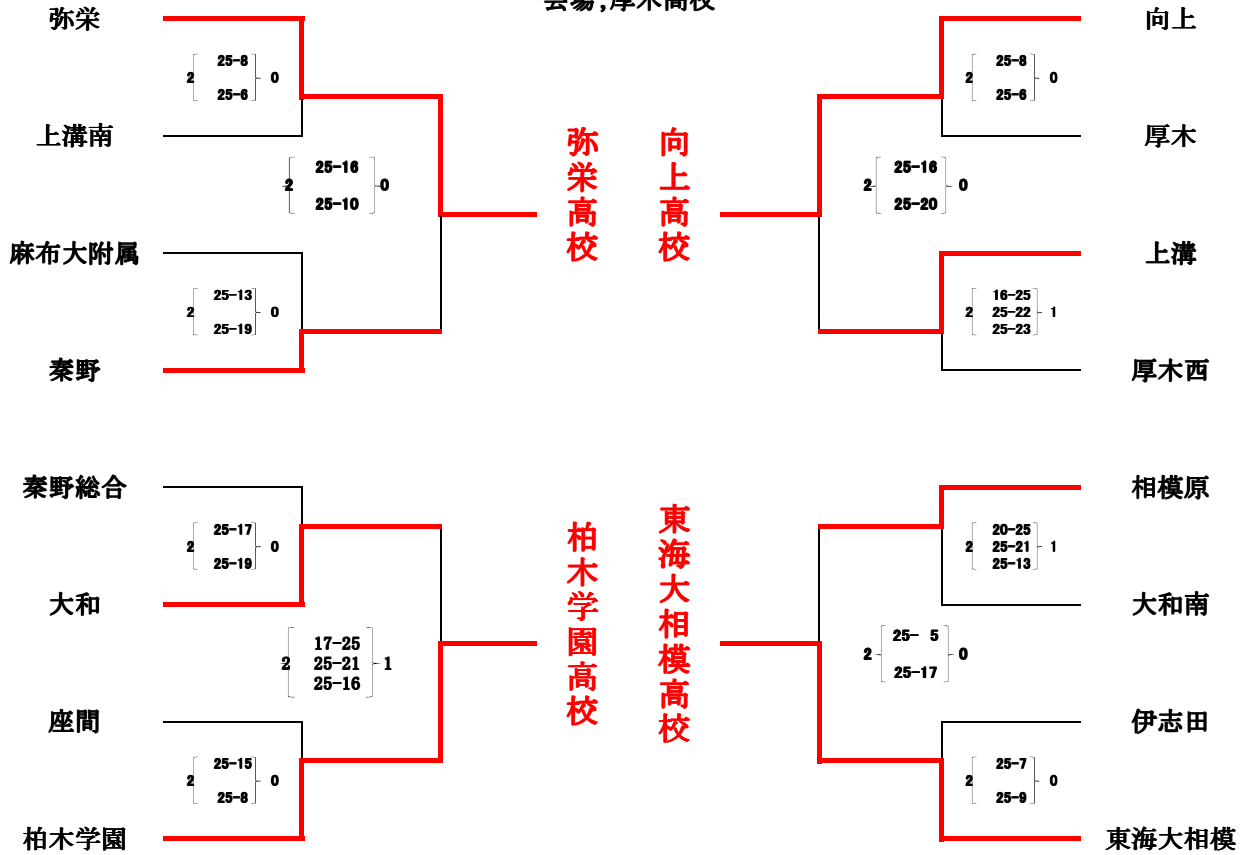 会場,厚木高校
弥栄
2 25-8 0
25-6
上溝南
2 25-16 0
25-10
麻布大附属
2 25-13 0
25-19
秦野
弥栄高校
向上高校
向上
2 25-8 0
25-6
厚木
2 25-16 0
25-20
上溝
2 16-25 1
25-22
25-23
厚木西
秦野総合
2 25-17 0
25-19
大和
2 17-25 1
25-21
25-16
座間
2 25-15 0
25-8
柏木学園
柏木学園高校
東海大相模高校
相模原
2 20-25 1
25-21
25-13
大和南
2 25- 5 0
25-17
伊志田
2 25-7 0
25-9
東海大相模